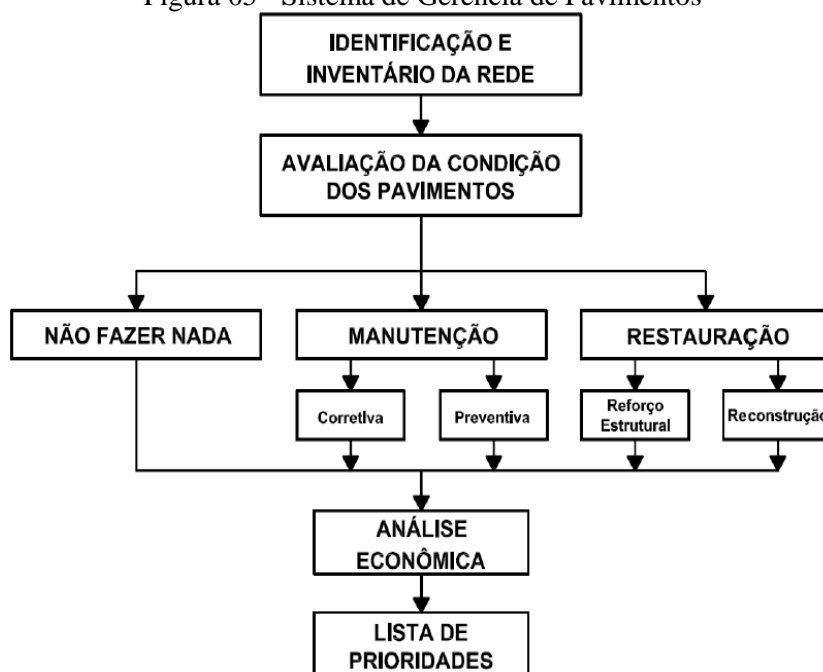 Figura 05 - Sistema de Gerência de Pavimentos
IDENTIFICAÇÃO E
INVENTÁRIO DA REDE
AVALIAÇÃO DA CONDIÇÃO
DOS PAVIMENTOS
NÃO FAZER NADA
MANUTENÇÃO
RESTAURAÇÃO
Corretiva
Preventiva
Reforço
Estrutural
Reconstrução
ANÁLISE
ECONÔMICA
LISTA DE
PRIORIDADES